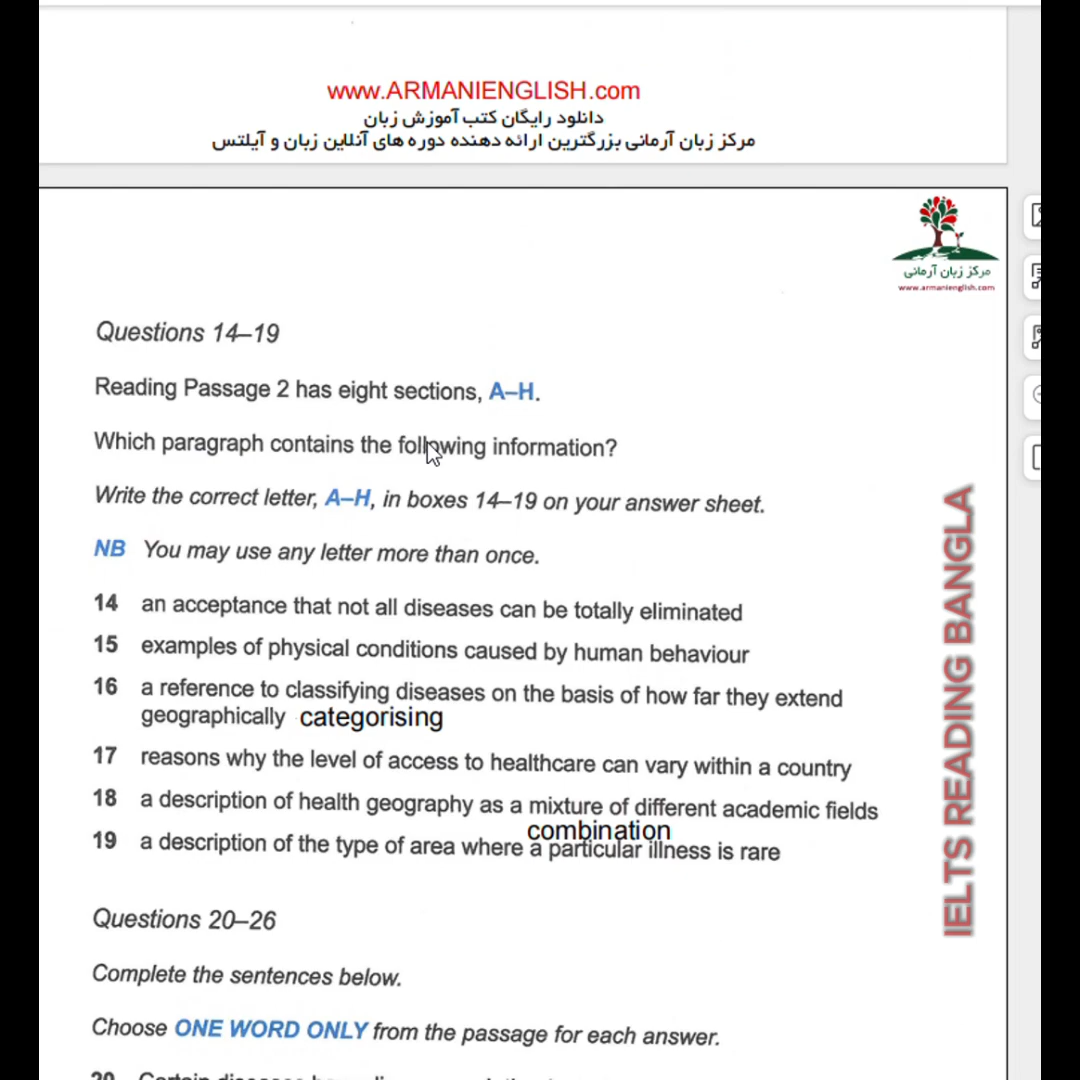 www.ARMANIENGLISH.com
دانلود رایگان کتب آموزش زبان
مرکز زبان آرمانی بزرگترین ارائه دهنده دوره های آنلاین زبان و آیلتس
مرکز زبان آرمانی
www.armanienglish.com
Questions 14–19
Reading Passage 2 has eight sections, A–H.
Which paragraph contains the following information?
Write the correct letter, A–H, in boxes 14–19 on your answer sheet.
NB You may use any letter more than once.
14 an acceptance that not all diseases can be totally eliminated
15 examples of physical conditions caused by human behaviour
16 a reference to classifying diseases on the basis of how far they extend
geographically categorising
17 reasons why the level of access to healthcare can vary within a country
18 a description of health geography as a mixture of different academic fields
combination
19 a description of the type of area where a particular illness is rare
IELTS READING BANGLA
Questions 20–26
Complete the sentences below.
Choose ONE WORD ONLY from the passage for each answer.